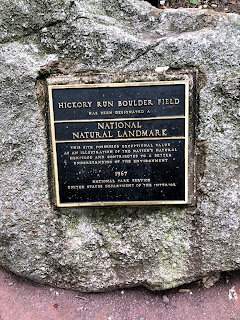 HICKORY RUN BOULDER FIELD
HAS BEEN DESIGNATED A
NATIONAL
NATURAL LANDMARK
THIS SITE POSSESSES EXCEPTIONAL VALUE
AS AN ILLUSTRATION OF THE NATION'S NATURAL
HERITAGE AND CONTRIBUTES TO A BETTER
UNDERSTANDING OF THE ENVIRONMENT
1967
NATIONAL PARK SERVICE
UNITED STATES DEPARTMENT OF THE INTERIOR